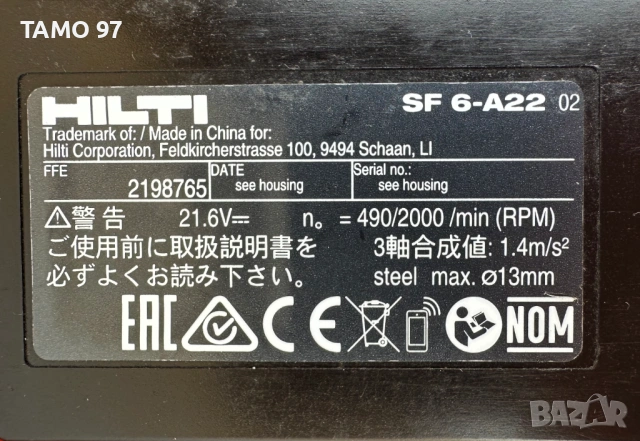 TAMO 97
HILTI SF 6-A22 02
Trademark of: / Made in China for:
Hilti Corporation, Feldkircherstrasse 100, 9494 Schaan, LI
FFE DATE Serial no.:
2198765 see housing see housing
⚠警告 21.6V⎓ n₀ = 490/2000 /min (RPM)
ご使用前に取扱説明書を 3軸合成値: 1.4m/s²
必ずよくお読み下さい。 steel max. ⌀13mm
EAC CE NOM
BAZAR